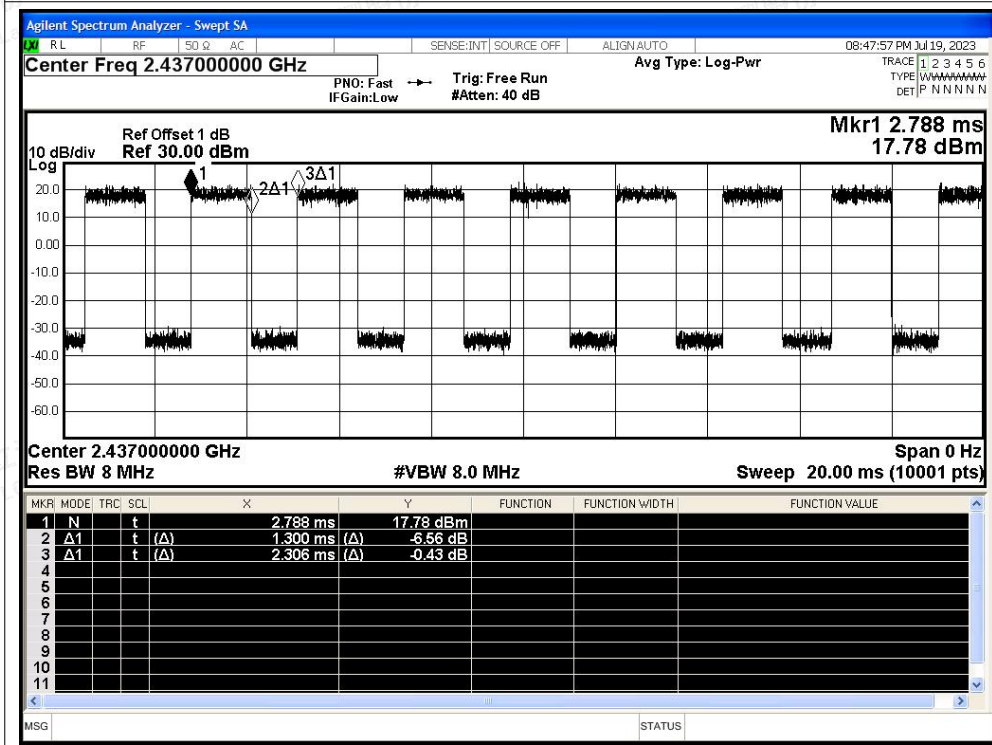 Agilent Spectrum Analyzer - Swept SA
LXI RL RF 50 Ω AC SENSE:INT SOURCE OFF ALIGN AUTO 08:47:57 PM Jul 19, 2023
Center Freq 2.437000000 GHz
Avg Type: Log-Pwr
TRACE 1 2 3 4 5 6
TYPE W
DET P N N N N N
PNO: Fast Trig: Free Run
IFGain:Low #Atten: 40 dB
Mkr1 2.788 ms
17.78 dBm
Ref Offset 1 dB
10 dB/div Ref 30.00 dBm
Log
1 2Δ1 3Δ1
20.0
10.0
0.00
-10.0
-20.0
-30.0
-40.0
-50.0
-60.0
Center 2.437000000 GHz Span 0 Hz
Res BW 8 MHz #VBW 8.0 MHz Sweep 20.00 ms (10001 pts)
MKR MODE TRC SCL X Y FUNCTION FUNCTION WIDTH FUNCTION VALUE
1 N t 2.788 ms 17.78 dBm
2 Δ1 t (Δ) 1.300 ms (Δ) -6.56 dB
3 Δ1 t (Δ) 2.306 ms (Δ) -0.43 dB
4
5
6
7
8
9
10
11
MSG STATUS